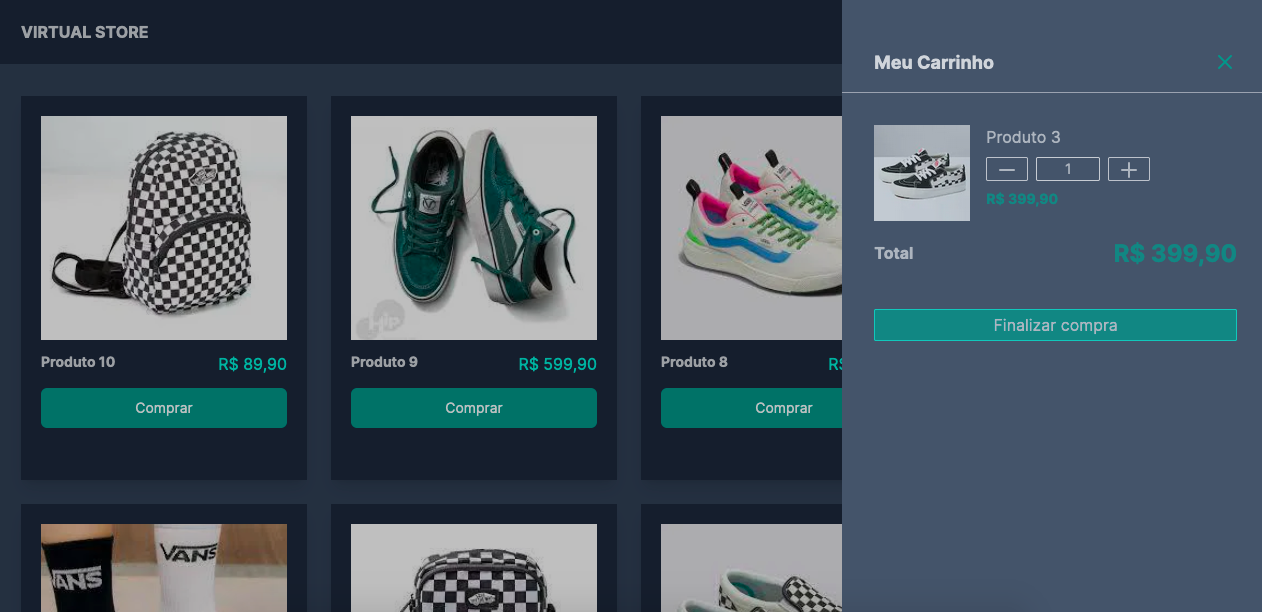 VIRTUAL STORE
Meu Carrinho
Produto 3
1
R$ 399,90
Total
R$ 399,90
Finalizar compra
Produto 10
R$ 89,90
Comprar
Produto 9
R$ 599,90
Comprar
Produto 8
R$
Comprar
Hip
VANS
VANS